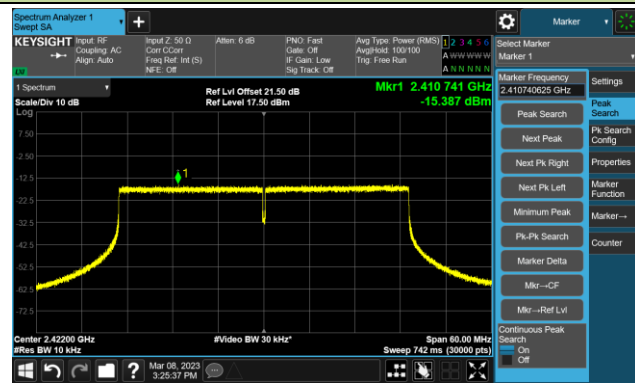 Spectrum Analyzer 1
Swept SA
Marker
KEYSIGHT
Input: RF
Coupling: AC
Align: Auto
Input Z: 50 Ω
Corr CCorr
Freq Ref: Int (S)
NFE: Off
Atten: 6 dB
PNO: Fast
Gate: Off
IF Gain: Low
Sig Track: Off
Avg Type: Power (RMS)
Avg|Hold: 100/100
Trig: Free Run
1 2 3 4 5 6
A W W W W W
A N N N N N
Select Marker
Marker 1
1 Spectrum
Scale/Div 10 dB
Log
Ref Lvl Offset 21.50 dB
Ref Level 17.50 dBm
Mkr1 2.410 741 GHz
-15.387 dBm
7.50
-2.50
-12.5
-22.5
-32.5
-42.5
-52.5
-62.5
-72.5
1
Center 2.42200 GHz
#Res BW 10 kHz
#Video BW 30 kHz*
Span 60.00 MHz
Sweep 742 ms (30000 pts)
Marker Frequency
2.410740625 GHz
Peak Search
Next Peak
Next Pk Right
Next Pk Left
Minimum Peak
Pk-Pk Search
Marker Delta
Mkr→CF
Mkr→Ref Lvl
Continuous Peak
Search
On
Off
Settings
Peak
Search
Pk Search
Config
Properties
Marker
Function
Marker→
Counter
Mar 08, 2023
3:25:37 PM